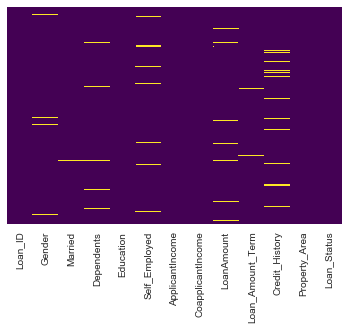 Loan_ID
Gender
Married
Dependents
Education
Self_Employed
ApplicantIncome
CoapplicantIncome
LoanAmount
Loan_Amount_Term
Credit_History
Property_Area
Loan_Status